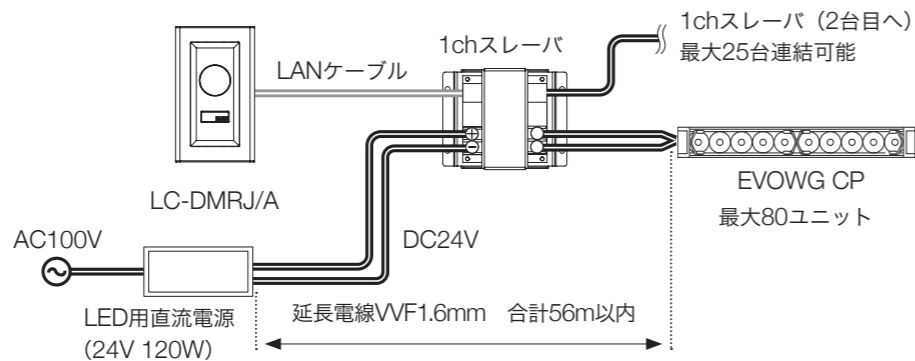 1chスレーバ（2台目へ）
最大25台連結可能
1chスレーバ
LANケーブル
LC-DMRJ/A
EVOWG CP
最大80ユニット
AC100V
DC24V
LED用直流電源
(24V 120W)
延長電線VVF1.6mm　合計56m以内